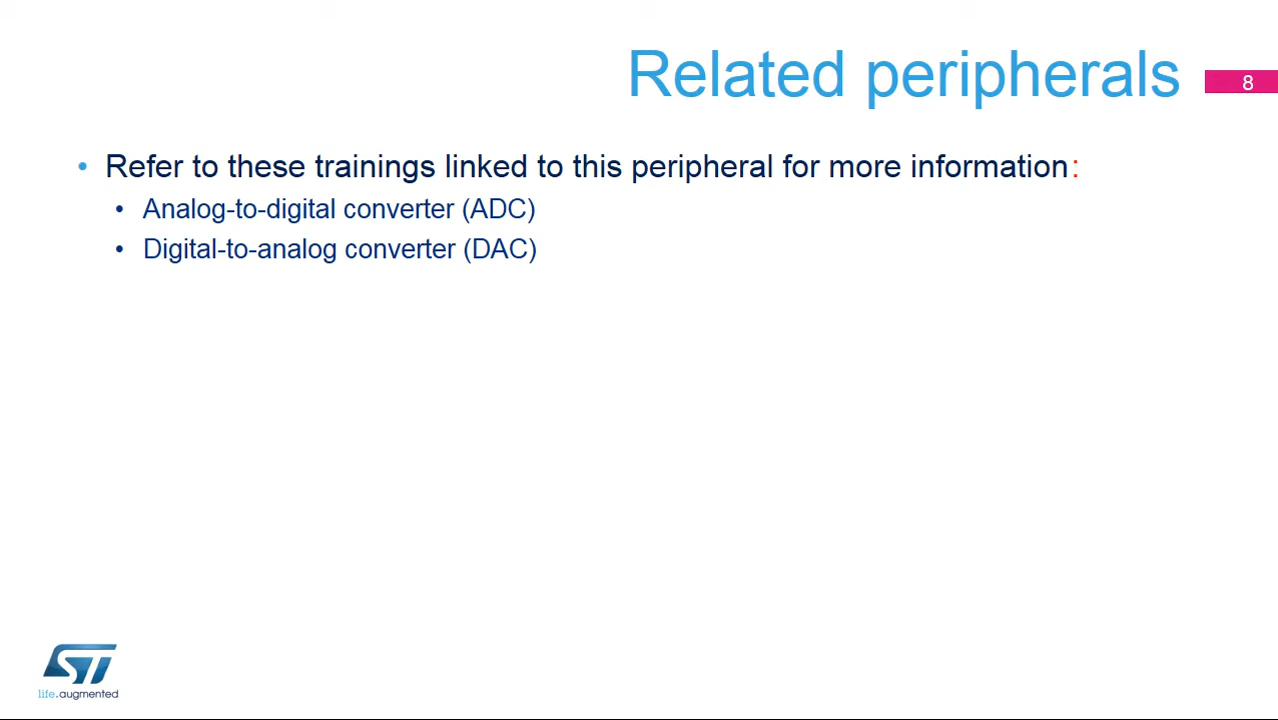 Related peripherals
8
• Refer to these trainings linked to this peripheral for more information:
• Analog-to-digital converter (ADC)
• Digital-to-analog converter (DAC)
ST
life.augmented